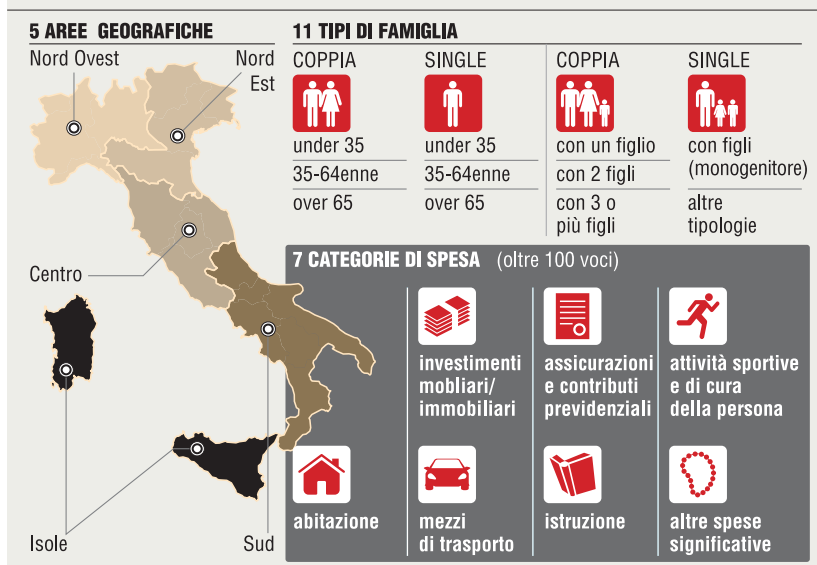 5 AREE GEOGRAFICHE
Nord Ovest
Nord
Est
Centro
Isole
Sud
11 TIPI DI FAMIGLIA
COPPIA
under 35
35-64enne
over 65
SINGLE
under 35
35-64enne
over 65
COPPIA
con un figlio
con 2 figli
con 3 o
più figli
SINGLE
con figli
(monogenitore)
altre
tipologie
7 CATEGORIE DI SPESA (oltre 100 voci)
investimenti
mobliari/
immobiliari
assicurazioni
e contributi
previdenziali
attività sportive
e di cura
della persona
abitazione
mezzi
di trasporto
istruzione
altre spese
significative